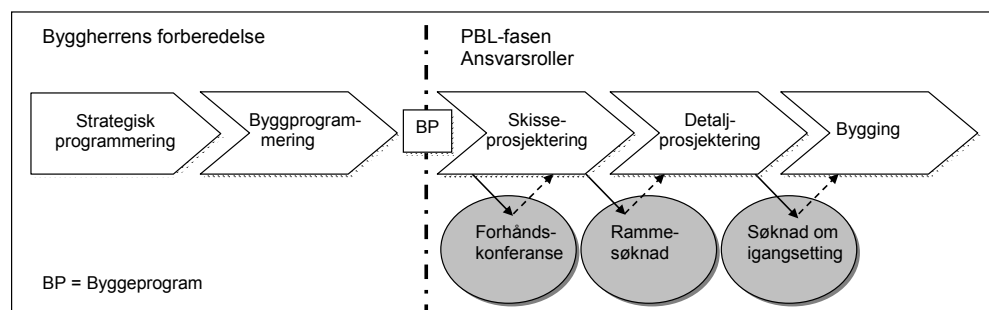 Byggherrens forberedelse
PBL-fasen
Ansvarsroller
Strategisk
programmering
Byggprogram-
mering
BP
Skisse-
prosjektering
Detalj-
prosjektering
Bygging
Forhånds-
konferanse
Ramme-
søknad
Søknad om
igangsetting
BP = Byggeprogram